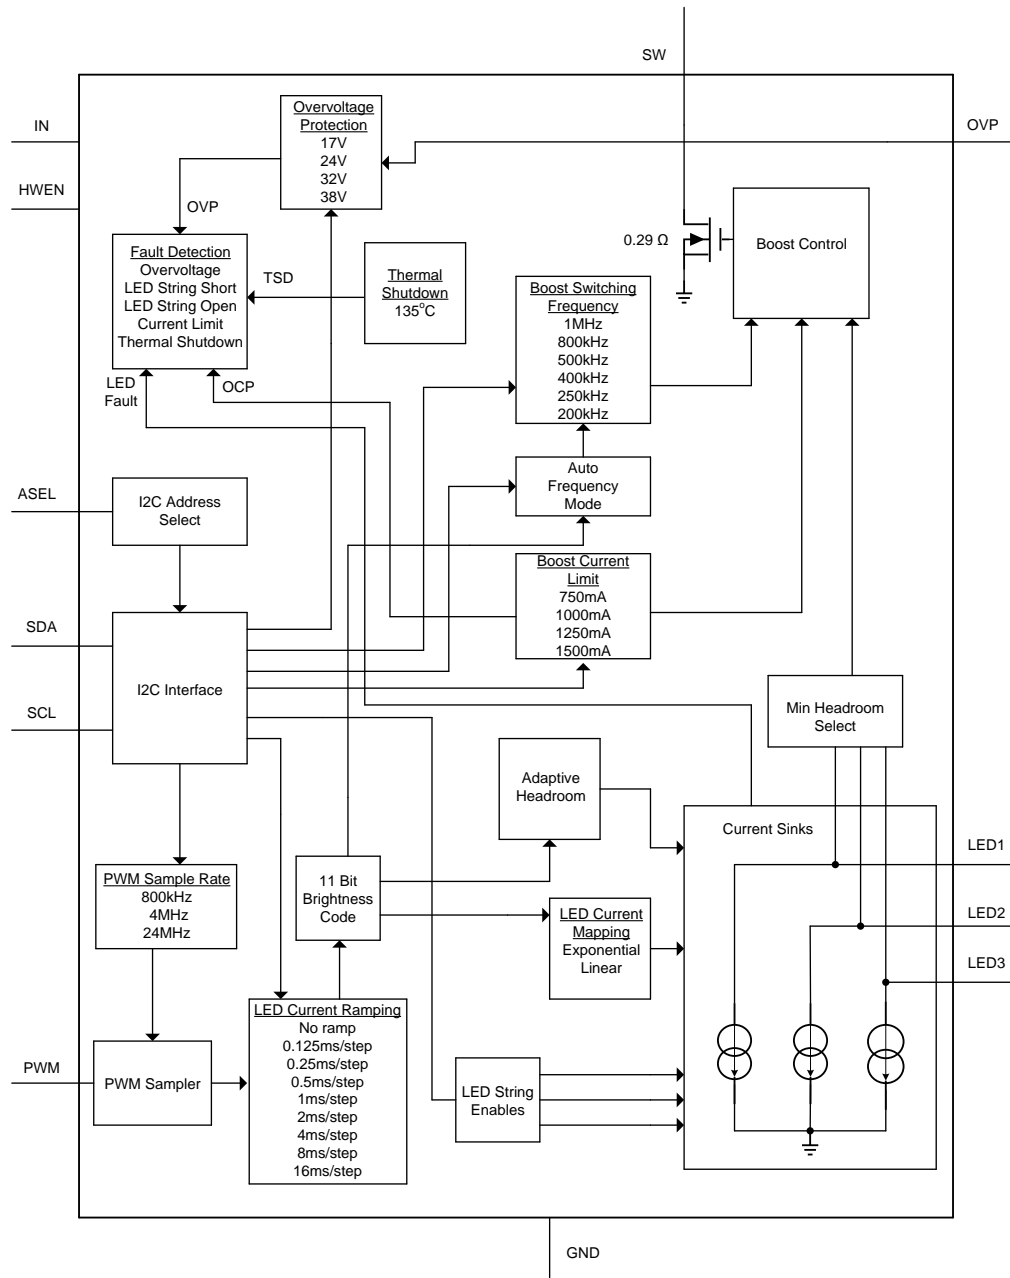 SW
IN
OVP
HWEN
Overvoltage
Protection
17V
24V
32V
38V
OVP
Fault Detection
Overvoltage
LED String Short
LED String Open
Current Limit
Thermal Shutdown
TSD
Thermal
Shutdown
135°C
0.29 Ω
Boost Control
Boost Switching
Frequency
1MHz
800kHz
500kHz
400kHz
250kHz
200kHz
LED
Fault
OCP
Auto
Frequency
Mode
ASEL
I2C Address
Select
Boost Current
Limit
750mA
1000mA
1250mA
1500mA
SDA
I2C Interface
SCL
Min Headroom
Select
Adaptive
Headroom
Current Sinks
LED1
LED2
LED3
PWM Sample Rate
800kHz
4MHz
24MHz
11 Bit
Brightness
Code
LED Current
Mapping
Exponential
Linear
LED Current Ramping
No ramp
0.125ms/step
0.25ms/step
0.5ms/step
1ms/step
2ms/step
4ms/step
8ms/step
16ms/step
PWM
PWM Sampler
LED String
Enables
GND